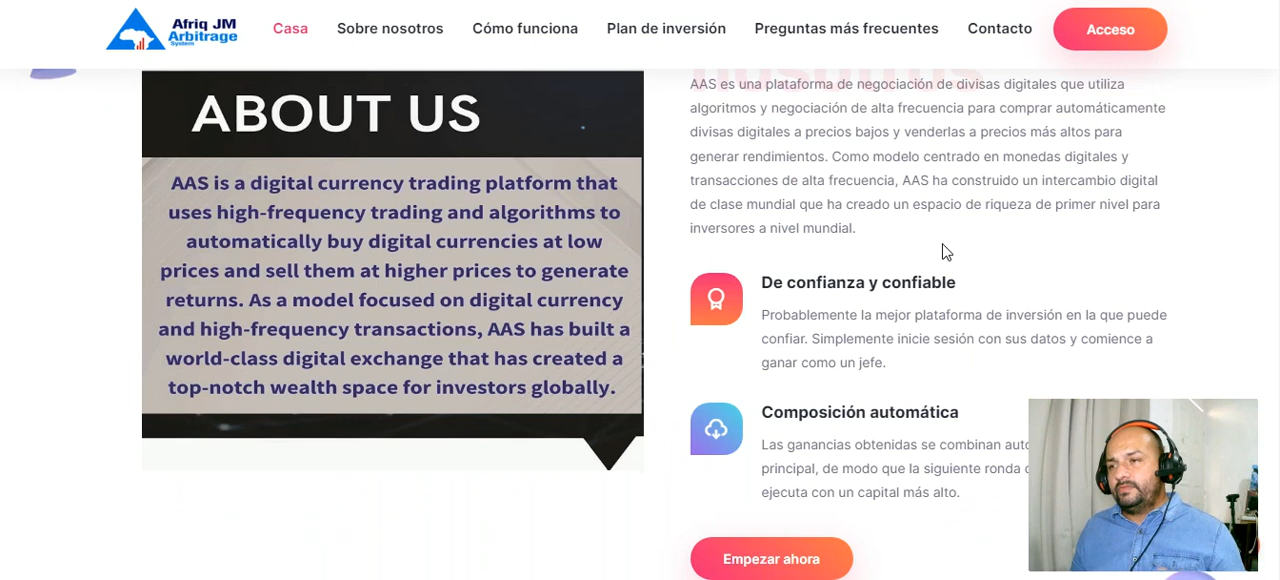 Afriq JM
Arbitrage
System
Casa
Sobre nosotros
Cómo funciona
Plan de inversión
Preguntas más frecuentes
Contacto
Acceso
ABOUT US
AAS is a digital currency trading platform that
uses high-frequency trading and algorithms to
automatically buy digital currencies at low
prices and sell them at higher prices to generate
returns. As a model focused on digital currency
and high-frequency transactions, AAS has built a
world-class digital exchange that has created a
top-notch wealth space for investors globally.
nosotros
AAS es una plataforma de negociación de divisas digitales que utiliza
algoritmos y negociación de alta frecuencia para comprar automáticamente
divisas digitales a precios bajos y venderlas a precios más altos para
generar rendimientos. Como modelo centrado en monedas digitales y
transacciones de alta frecuencia, AAS ha construido un intercambio digital
de clase mundial que ha creado un espacio de riqueza de primer nivel para
inversores a nivel mundial.
De confianza y confiable
Probablemente la mejor plataforma de inversión en la que puede
confiar. Simplemente inicie sesión con sus datos y comience a
ganar como un jefe.
Composición automática
Las ganancias obtenidas se combinan
principal, de modo que la siguiente ronda
ejecuta con un capital más alto.
Empezar ahora